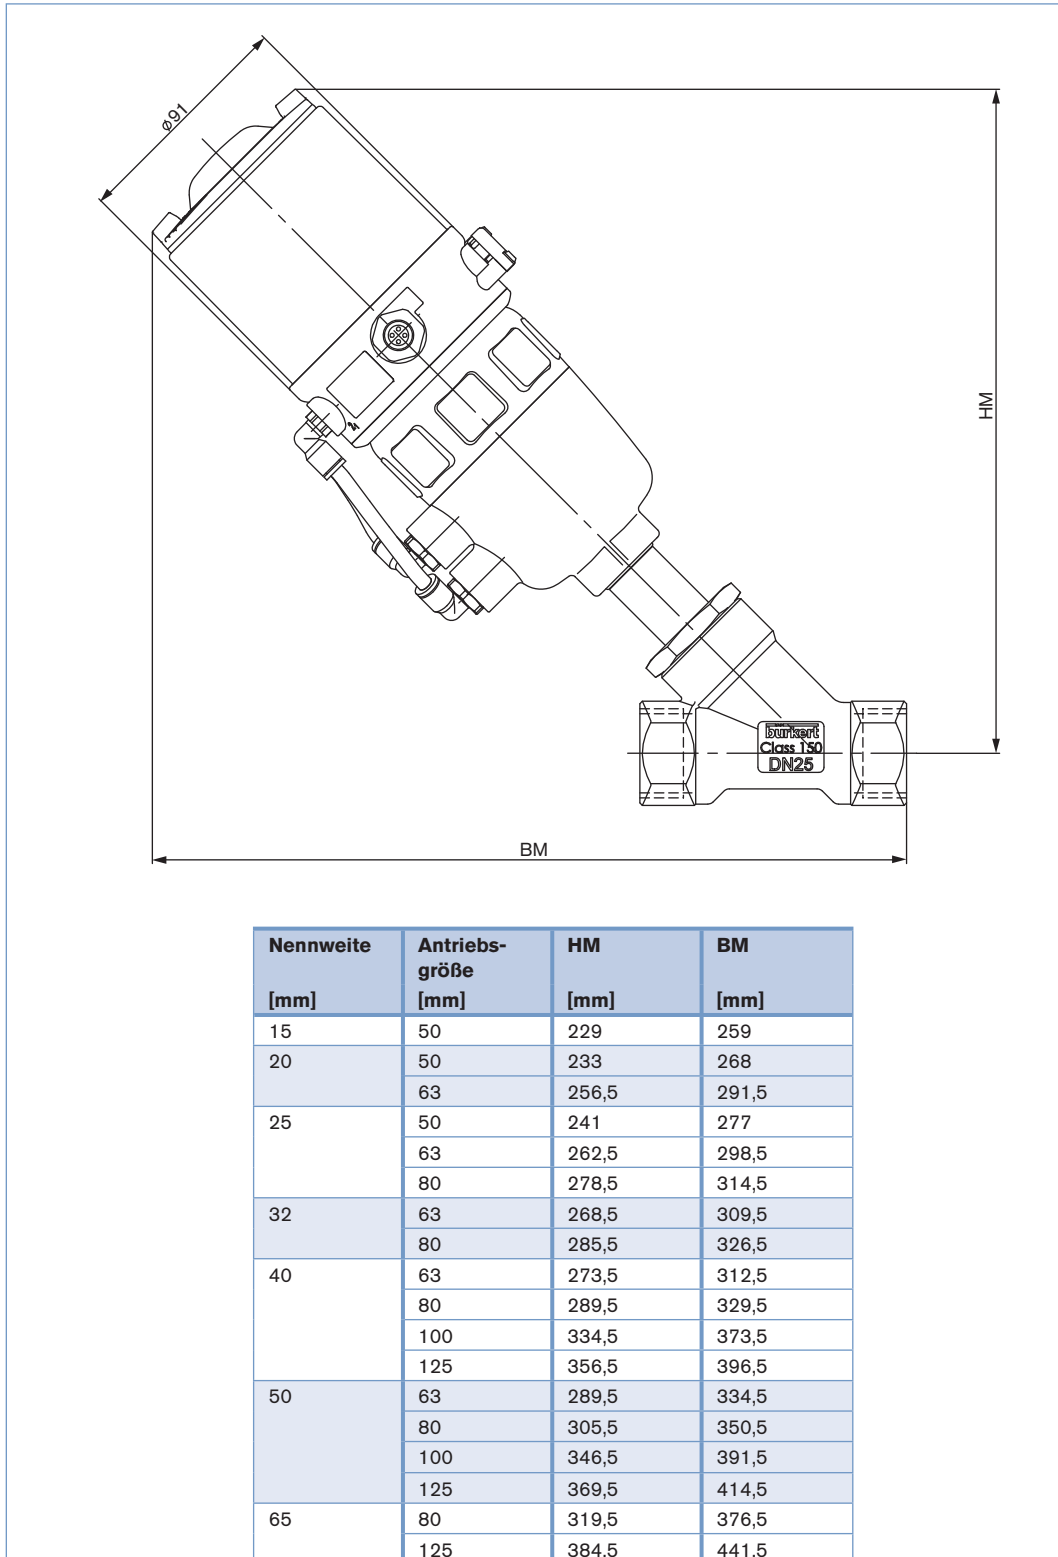 ø91
HM
burkert
Class 150
DN25
BM
Nennweite Antriebs- HM BM
größe
[mm] [mm] [mm] [mm]
15 50 229 259
20 50 233 268
63 256,5 291,5
25 50 241 277
63 262,5 298,5
80 278,5 314,5
32 63 268,5 309,5
80 285,5 326,5
40 63 273,5 312,5
80 289,5 329,5
100 334,5 373,5
125 356,5 396,5
50 63 289,5 334,5
80 305,5 350,5
100 346,5 391,5
125 369,5 414,5
65 80 319,5 376,5
125 384,5 441,5